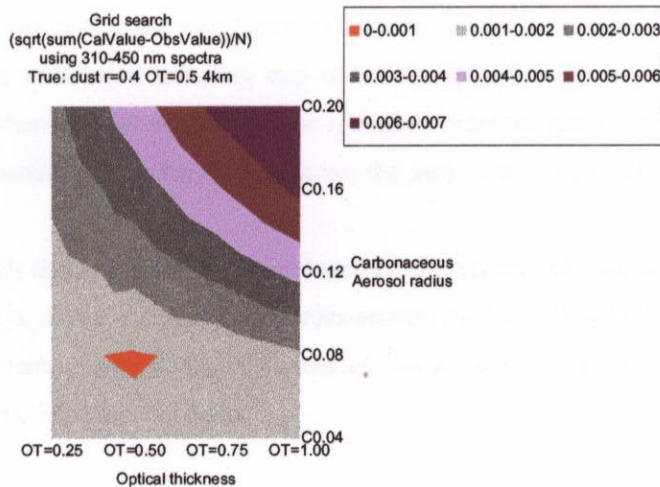 Grid search
(sqrt(sum(CalValue-ObsValue))/N)
using 310-450 nm spectra
True: dust r=0.4 OT=0.5 4km
0-0.001
0.001-0.002
0.002-0.003
0.003-0.004
0.004-0.005
0.005-0.006
0.006-0.007
C0.20
C0.16
Carbonaceous
Aerosol radius
C0.12
C0.08
C0.04
OT=0.25
OT=0.50
OT=0.75
OT=1.00
Optical thickness